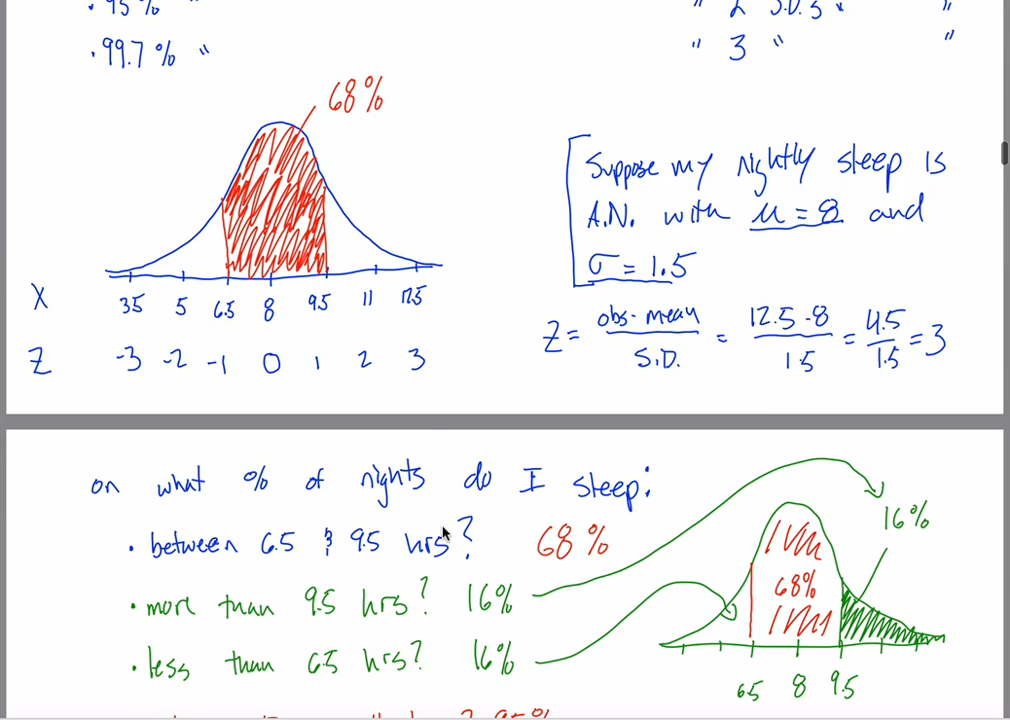 · 95%
" 2 S.D.s " "
· 99.7% "
" 3 " "
68%
Suppose my nightly sleep is
A.N. with μ = 8 and
σ = 1.5
X 3.5 5 6.5 8 9.5 11 12.5
Z -3 -2 -1 0 1 2 3
Z = obs - mean / S.D. = 12.5 - 8 / 1.5 = 4.5 / 1.5 = 3
on what % of nights do I sleep:
· between 6.5 & 9.5 hrs? 68%
· more than 9.5 hrs? 16%
· less than 6.5 hrs? 16%
16%
68%
6.5 8 9.5